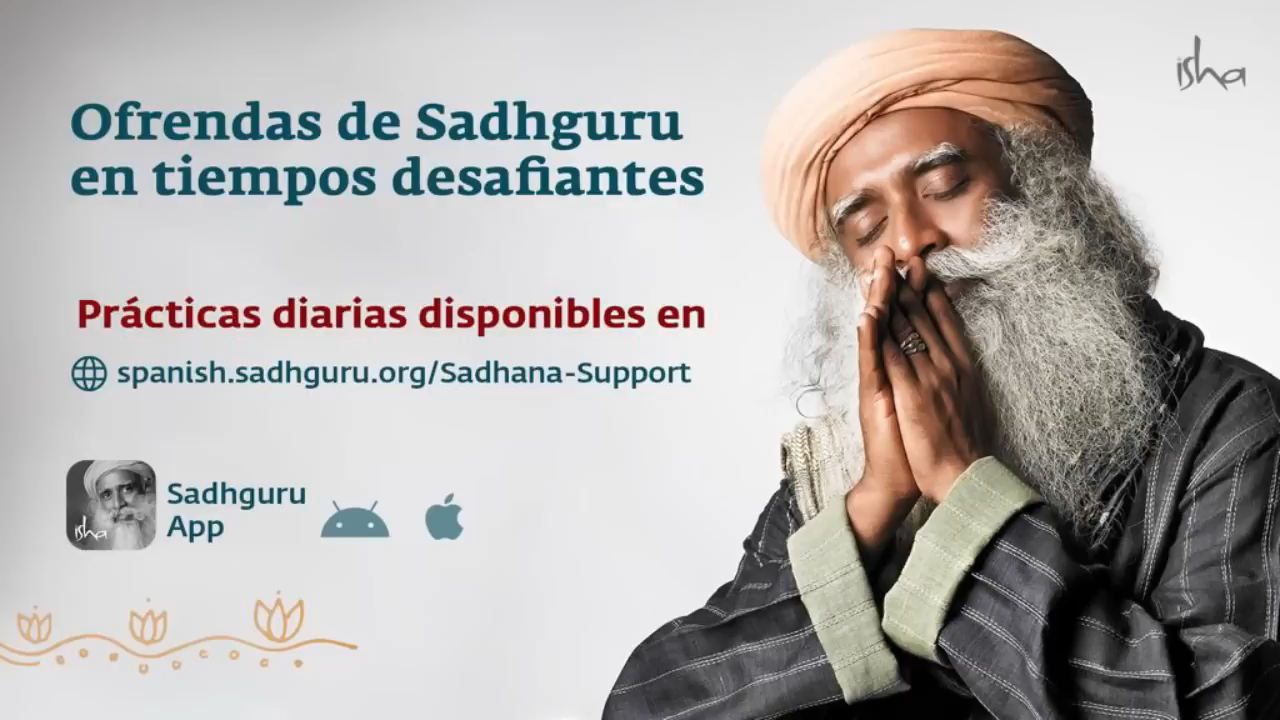 isha
Ofrendas de Sadhguru
en tiempos desafiantes
Prácticas diarias disponibles en
spanish.sadhguru.org/Sadhana-Support
isha
Sadhguru
App